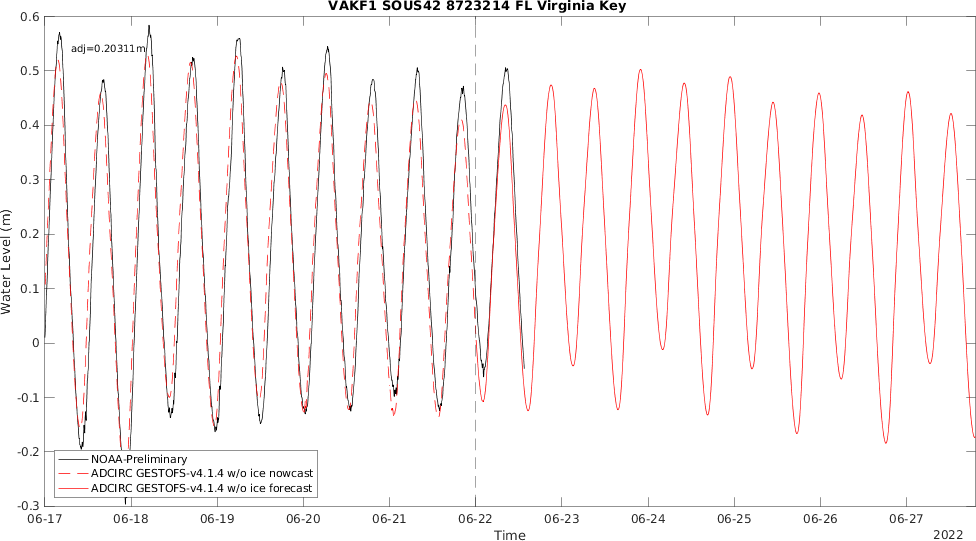 VAKF1 SOUS42 8723214 FL Virginia Key
0.6
0.5
0.4
0.3
0.2
0.1
0
-0.1
-0.2
-0.3
Water Level (m)
adj=0.20311m
NOAA-Preliminary
ADCIRC GESTOFS-v4.1.4 w/o ice nowcast
ADCIRC GESTOFS-v4.1.4 w/o ice forecast
06-17 06-18 06-19 06-20 06-21 06-22 06-23 06-24 06-25 06-26 06-27
Time
2022